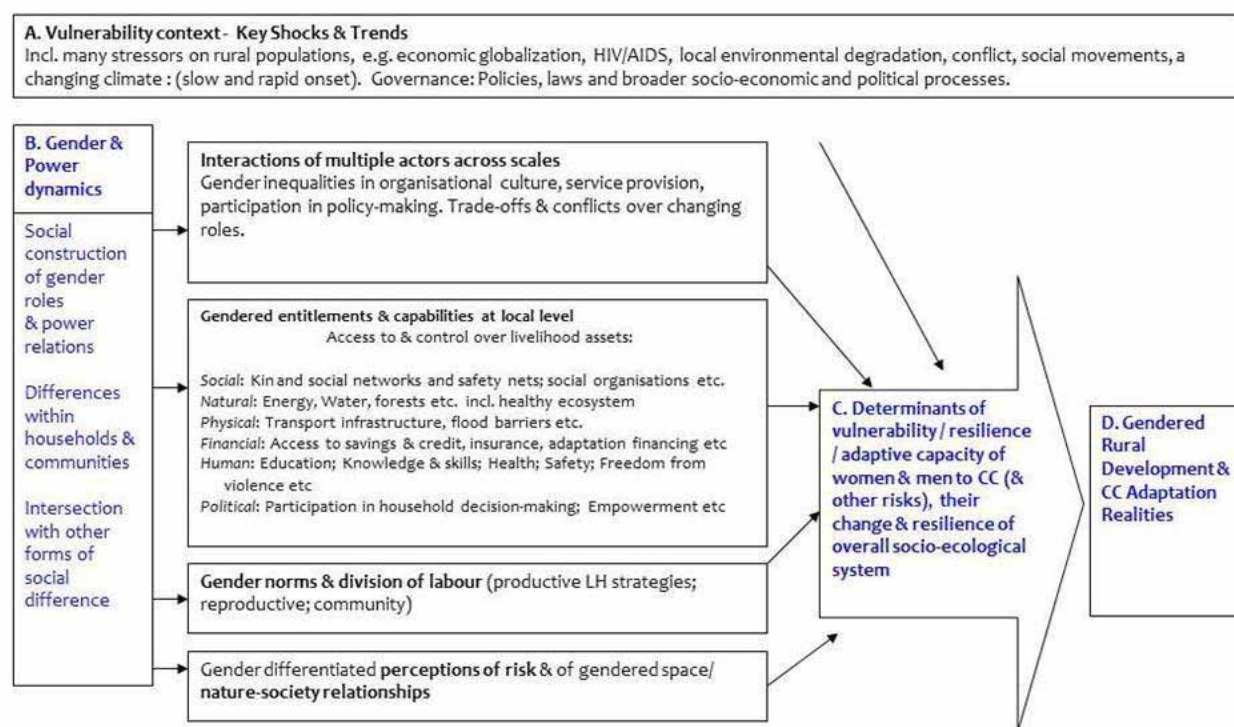 A. Vulnerability context - Key Shocks & Trends
Incl. many stressors on rural populations, e.g. economic globalization, HIV/AIDS, local environmental degradation, conflict, social movements, a
changing climate : (slow and rapid onset). Governance: Policies, laws and broader socio-economic and political processes.
B. Gender &
Power
dynamics
Social
construction
of gender
roles
& power
relations
Differences
within
households &
communities
Intersection
with other
forms of
social
difference
Interactions of multiple actors across scales
Gender inequalities in organisational culture, service provision,
participation in policy-making. Trade-offs & conflicts over changing
roles.
Gendered entitlements & capabilities at local level
Access to & control over livelihood assets:
Social: Kin and social networks and safety nets; social organisations etc.
Natural: Energy, Water, forests etc. incl. healthy ecosystem
Physical: Transport infrastructure, flood barriers etc.
Financial: Access to savings & credit, insurance, adaptation financing etc
Human: Education; Knowledge & skills; Health; Safety; Freedom from
violence etc
Political: Participation in household decision-making; Empowerment etc
Gender norms & division of labour (productive LH strategies;
reproductive; community)
Gender differentiated perceptions of risk & of gendered space/
nature-society relationships
C. Determinants of
vulnerability / resilience
/ adaptive capacity of
women & men to CC (&
other risks), their
change & resilience of
overall socio-ecological
system
D. Gendered
Rural
Development &
CC Adaptation
Realities